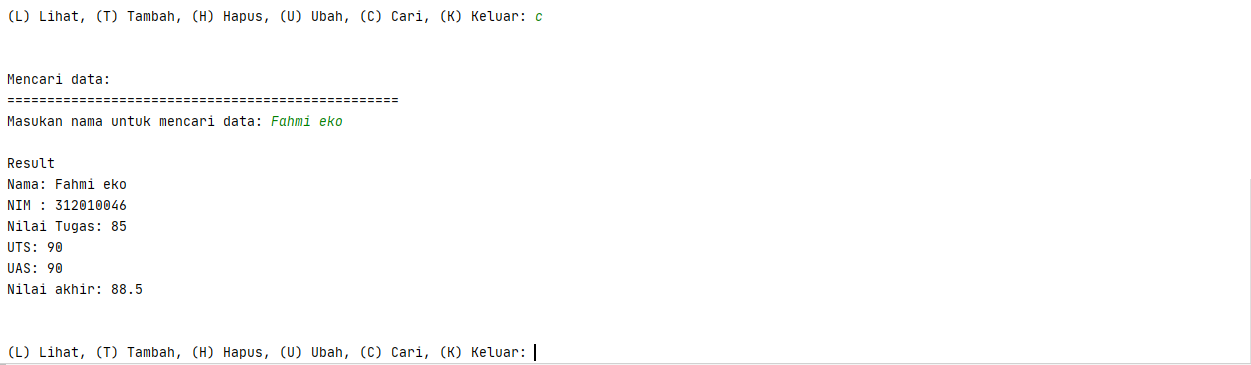 (L) Lihat, (T) Tambah, (H) Hapus, (U) Ubah, (C) Cari, (K) Keluar: c
Mencari data:
=================================================
Masukan nama untuk mencari data: Fahmi eko
Result
Nama: Fahmi eko
NIM : 312010046
Nilai Tugas: 85
UTS: 90
UAS: 90
Nilai akhir: 88.5
(L) Lihat, (T) Tambah, (H) Hapus, (U) Ubah, (C) Cari, (K) Keluar: